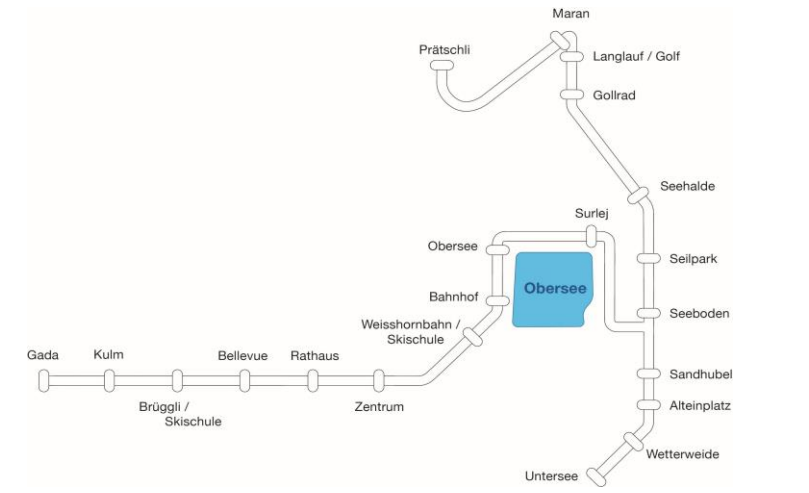 Maran
Prätschli
Langlauf / Golf
Gollrad
Seehalde
Surlej
Obersee
Seilpark
Obersee
Bahnhof
Seeboden
Weisshornbahn /
Skischule
Gada
Kulm
Bellevue
Rathaus
Sandhubel
Brüggli /
Skischule
Zentrum
Alteinplatz
Wetterweide
Untersee